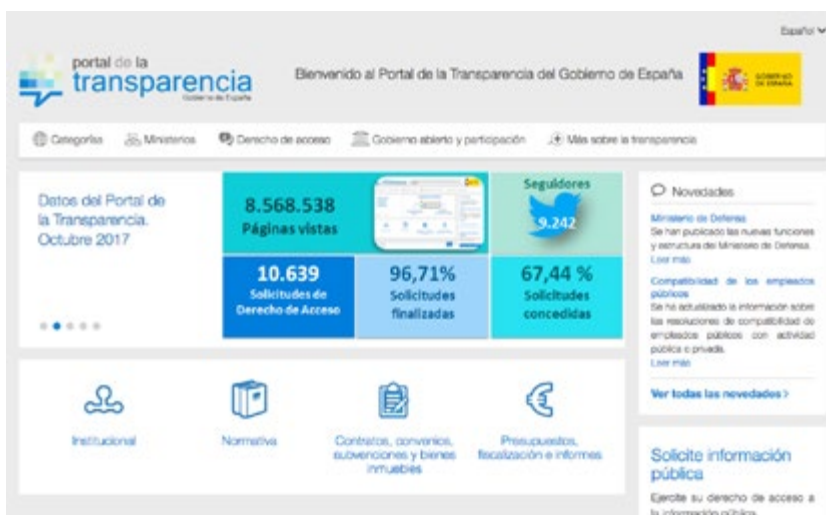 Español
portal de la
transparencia
Gobierno de España
Bienvenido al Portal de la Transparencia del Gobierno de España
GOBIERNO
DE ESPAÑA
Categorías Ministerios Derecho de acceso Gobierno abierto y participación Más sobre la transparencia
Datos del Portal de
la Transparencia.
Octubre 2017
8.568.538
Páginas vistas
Seguidores
9.242
10.639
Solicitudes de
Derecho de Acceso
96,71%
Solicitudes
finalizadas
67,44 %
Solicitudes
concedidas
Novedades
Ministerio de Defensa
Se han publicado las nuevas funciones
y estructura del Ministerio de Defensa.
Leer más
Compatibilidad de los empleados
públicos
Se ha actualizado la información sobre
las resoluciones de compatibilidad de
empleados públicos con actividad
pública o privada.
Leer más
Ver todas las novedades >
Institucional
Normativa
Contratos, convenios,
subvenciones y bienes
inmuebles
Presupuestos,
fiscalización e informes
Solicite información
pública
Ejercite su derecho de acceso a
la información pública.